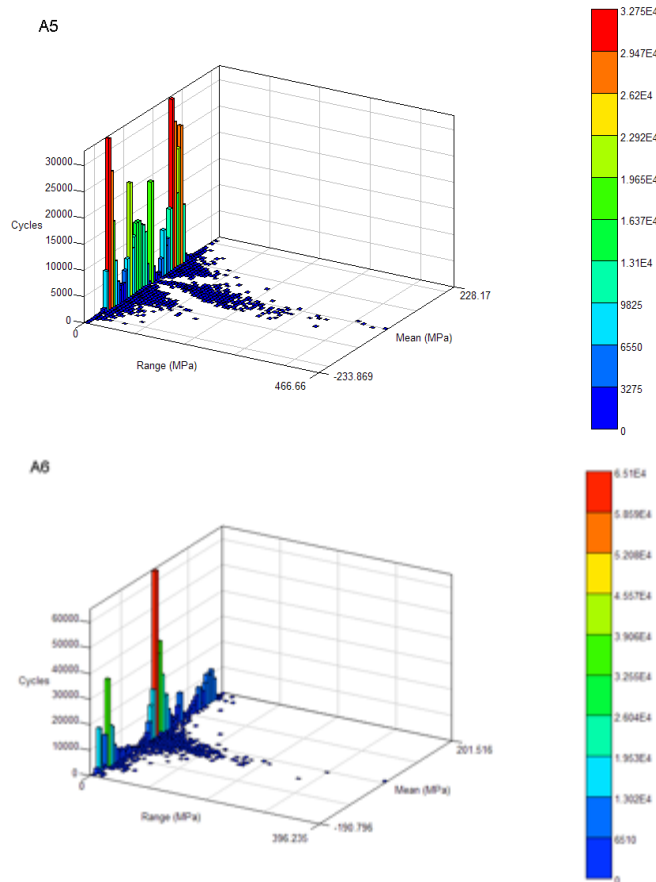 A5
3.275E4
2.947E4
2.62E4
2.292E4
1.965E4
1.637E4
1.31E4
9825
6550
3275
0
30000
25000
20000
15000
10000
5000
0
Cycles
0
Range (MPa)
466.66
-233.869
Mean (MPa)
228.17
A6
6.51E4
5.859E4
5.208E4
4.557E4
3.906E4
3.255E4
2.604E4
1.953E4
1.302E4
6510
0
60000
50000
40000
30000
20000
10000
0
Cycles
0
Range (MPa)
396.235
-190.796
Mean (MPa)
201.516